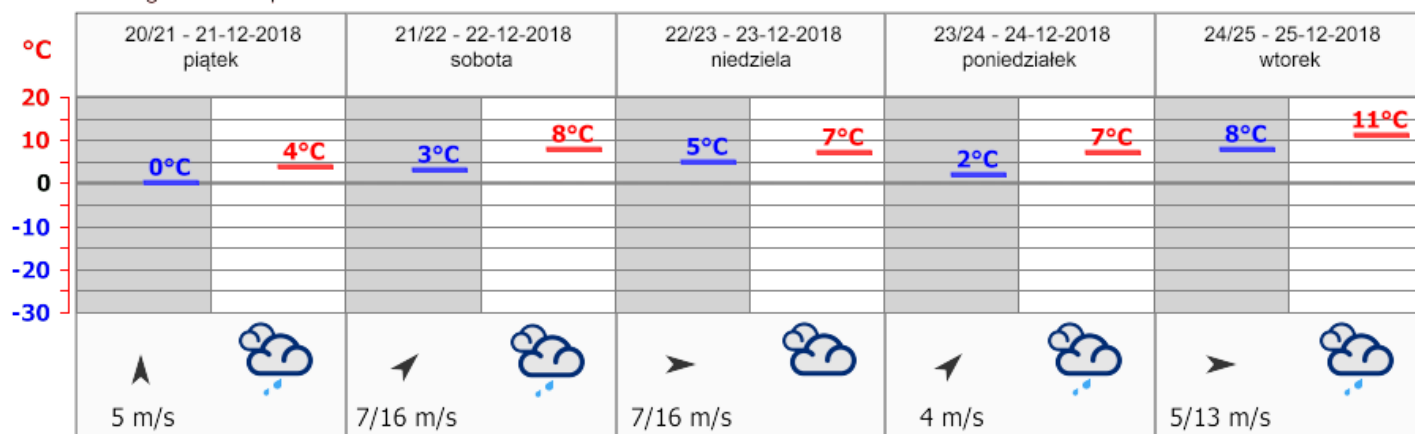 20/21 - 21-12-2018
piątek
21/22 - 22-12-2018
sobota
22/23 - 23-12-2018
niedziela
23/24 - 24-12-2018
poniedziałek
24/25 - 25-12-2018
wtorek
°C
20
10
0
-10
-20
-30
0°C
4°C
3°C
8°C
5°C
7°C
2°C
7°C
8°C
11°C
5 m/s
7/16 m/s
7/16 m/s
4 m/s
5/13 m/s